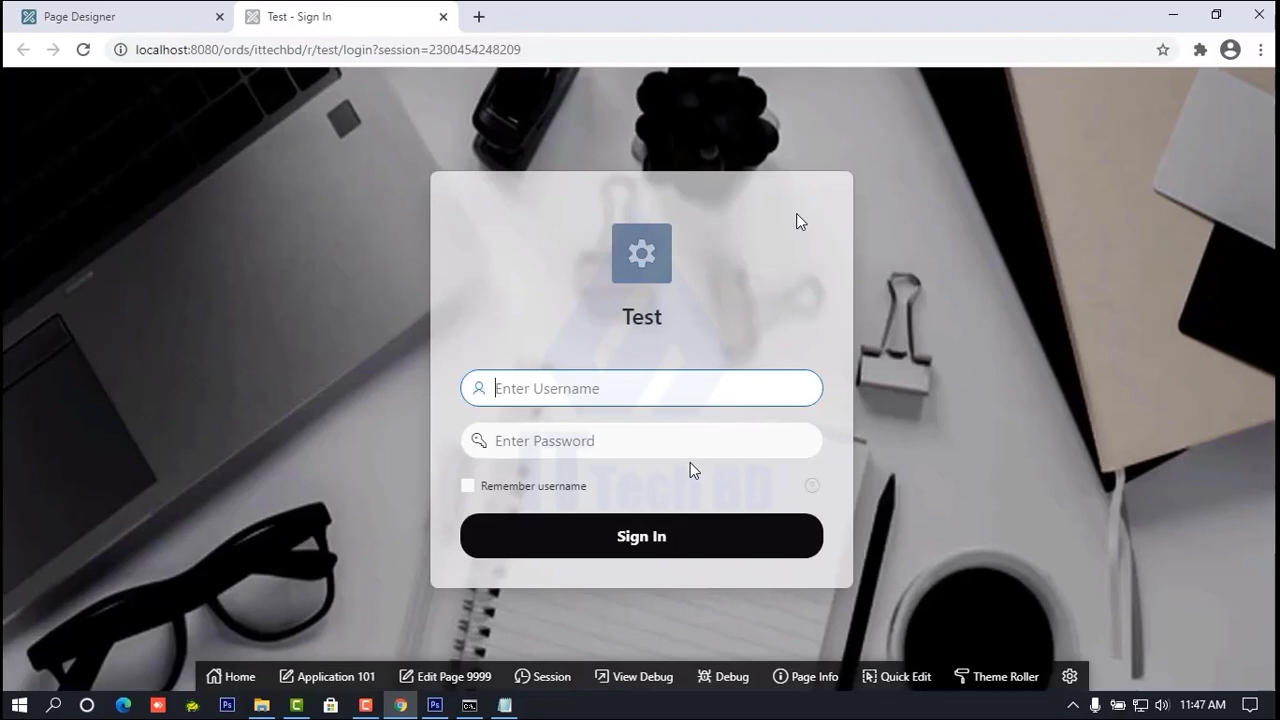 Page Designer
Test - Sign In
localhost:8080/ords/ittechbd/r/test/login?session=2300454248209
Test
Enter Username
Enter Password
Tech BD
Remember username
Sign In
Home
Application 101
Edit Page 9999
Session
View Debug
Debug
Page Info
Quick Edit
Theme Roller
11:47 AM